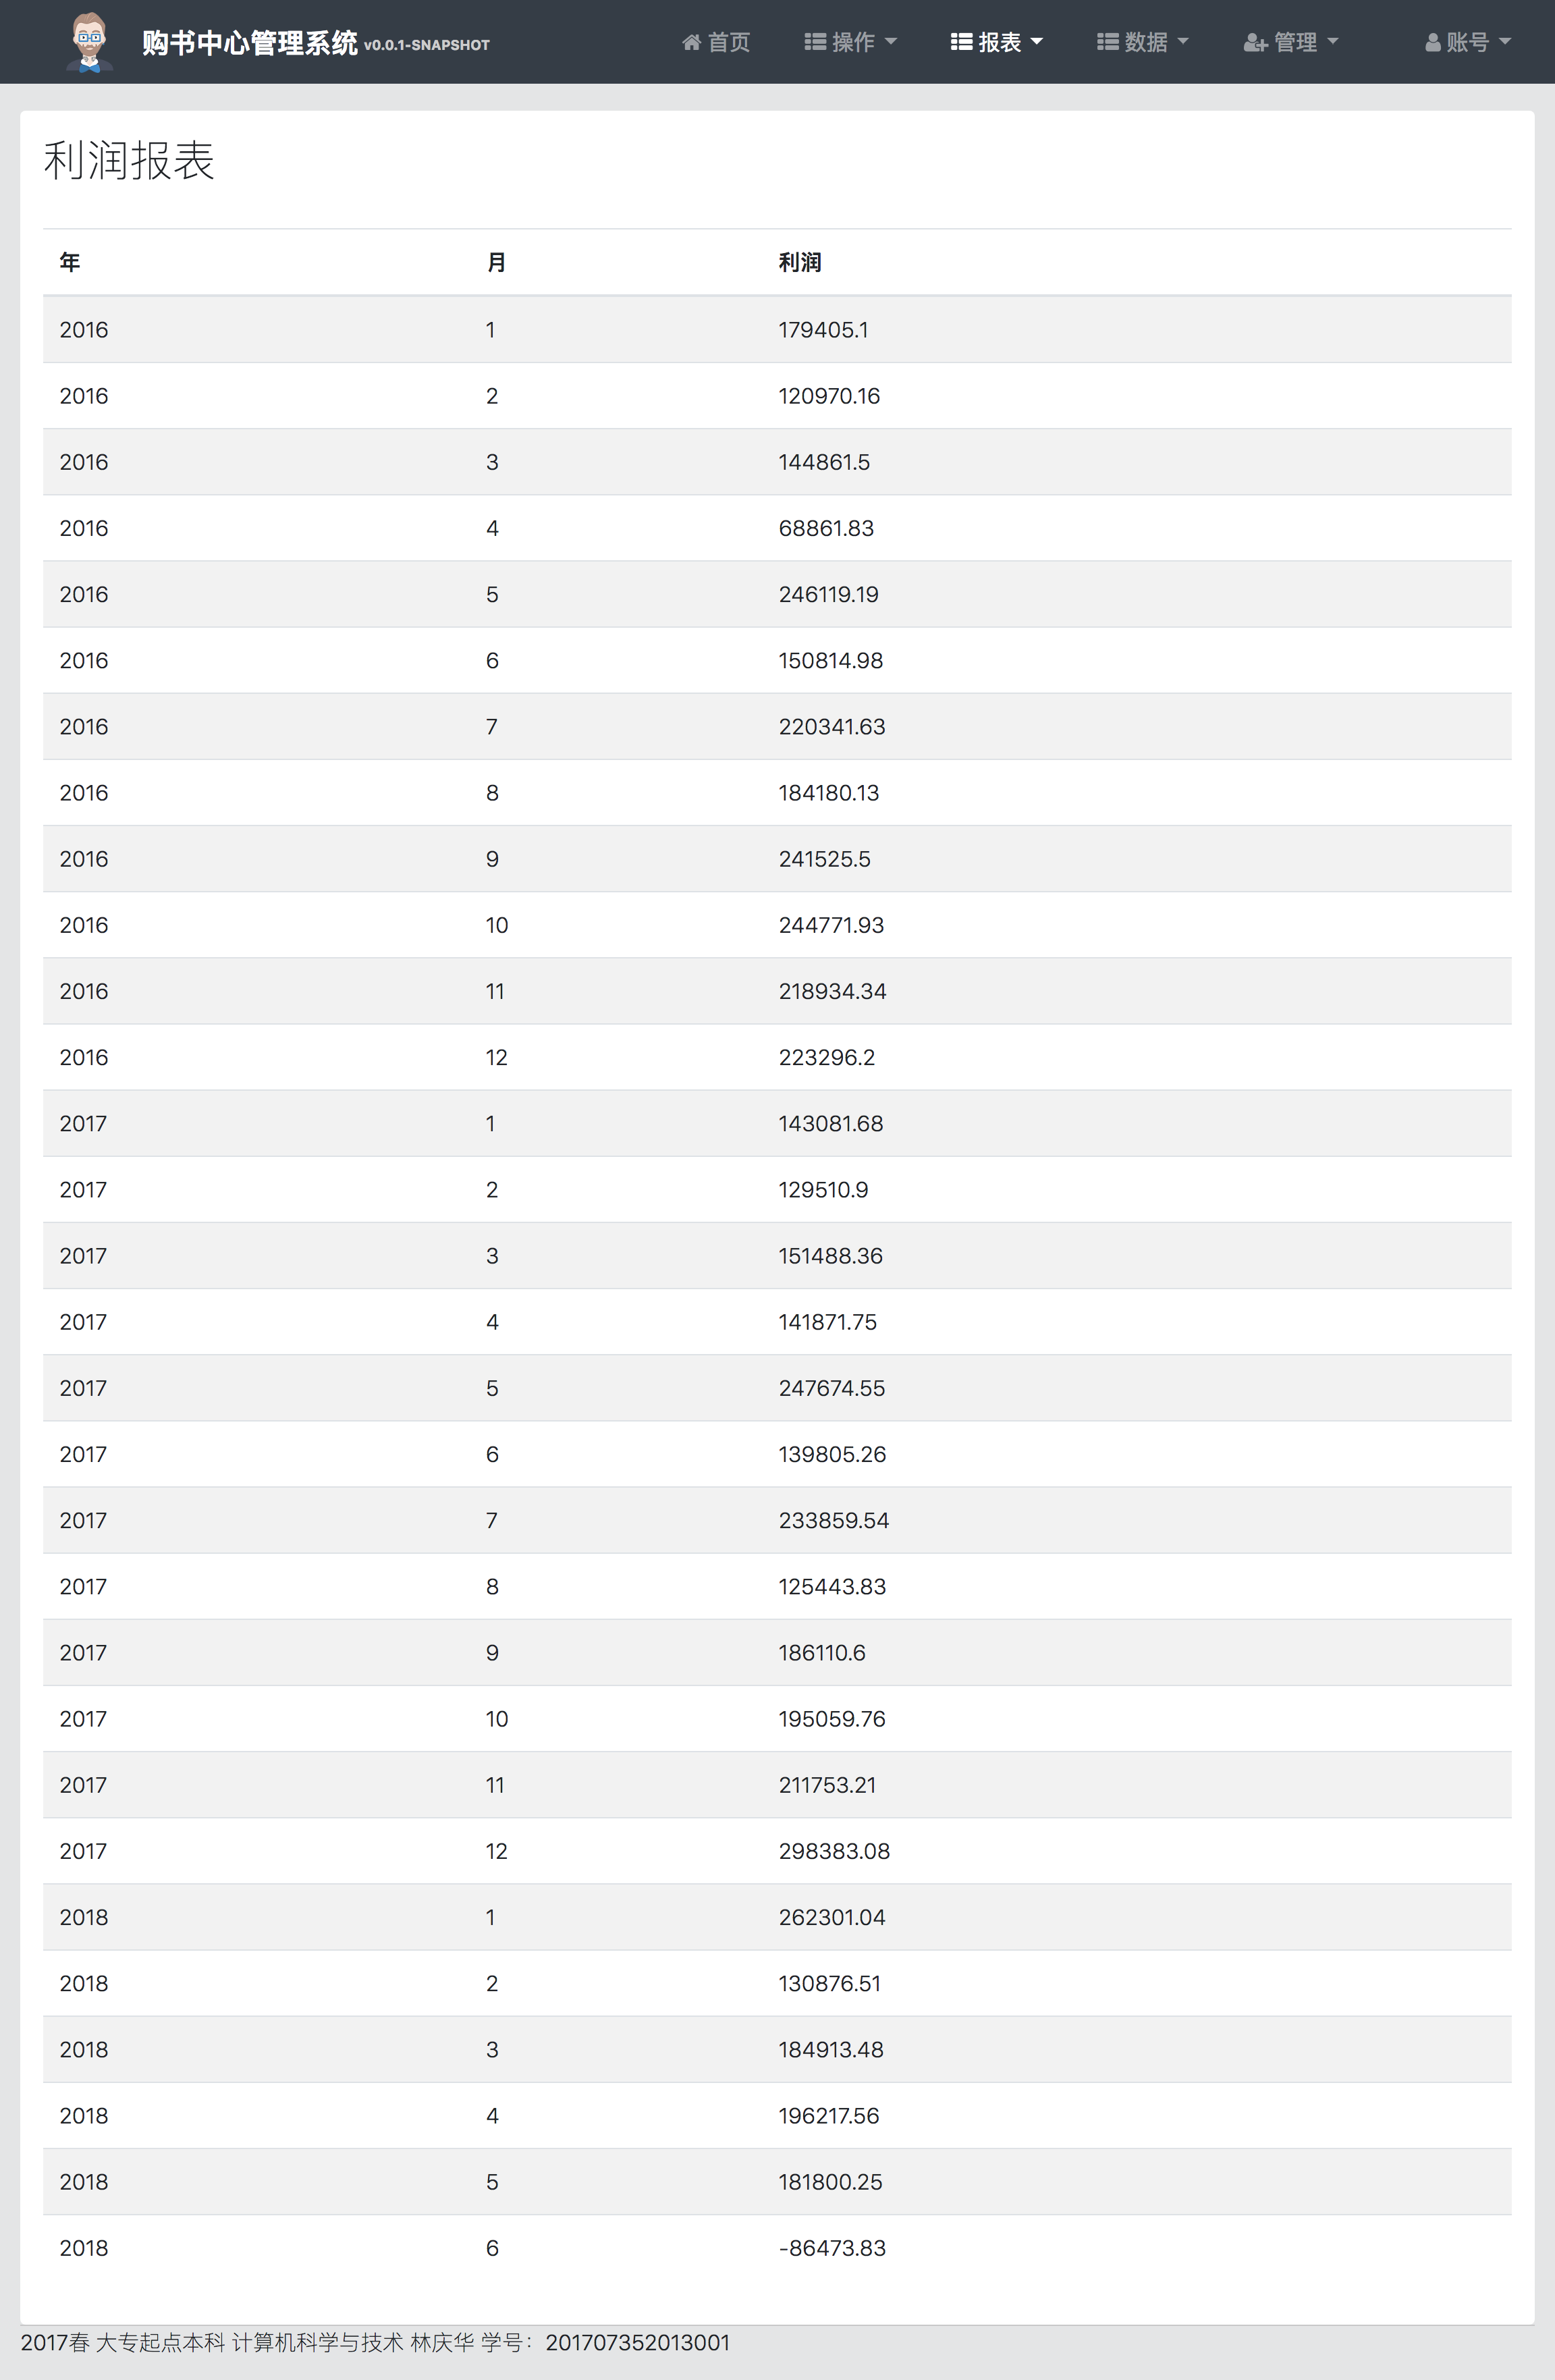 购书中心管理系统 v0.0.1-SNAPSHOT 首页 操作 报表 数据 管理 账号
利润报表
年 月 利润
2016 1 179405.1
2016 2 120970.16
2016 3 144861.5
2016 4 68861.83
2016 5 246119.19
2016 6 150814.98
2016 7 220341.63
2016 8 184180.13
2016 9 241525.5
2016 10 244771.93
2016 11 218934.34
2016 12 223296.2
2017 1 143081.68
2017 2 129510.9
2017 3 151488.36
2017 4 141871.75
2017 5 247674.55
2017 6 139805.26
2017 7 233859.54
2017 8 125443.83
2017 9 186110.6
2017 10 195059.76
2017 11 211753.21
2017 12 298383.08
2018 1 262301.04
2018 2 130876.51
2018 3 184913.48
2018 4 196217.56
2018 5 181800.25
2018 6 -86473.83
2017春 大专起点本科 计算机科学与技术 林庆华 学号：201707352013001